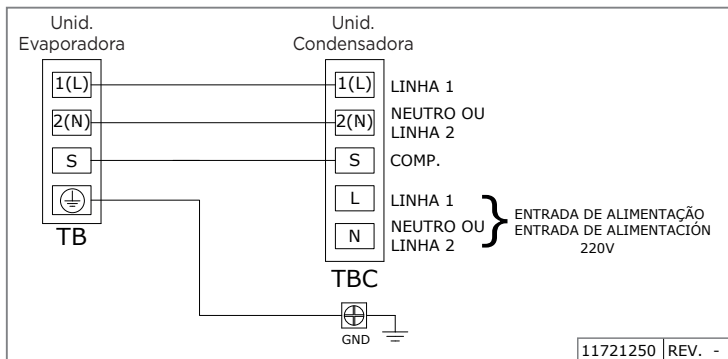 Unid.
Evaporadora
Unid.
Condensadora
1(L)
1(L)
LINHA 1
2(N)
2(N)
NEUTRO OU
LINHA 2
S
S
COMP.
L
LINHA 1
N
NEUTRO OU
LINHA 2
ENTRADA DE ALIMENTAÇÃO
ENTRADA DE ALIMENTACIÓN
220V
TB
TBC
GND
11721250 REV. -